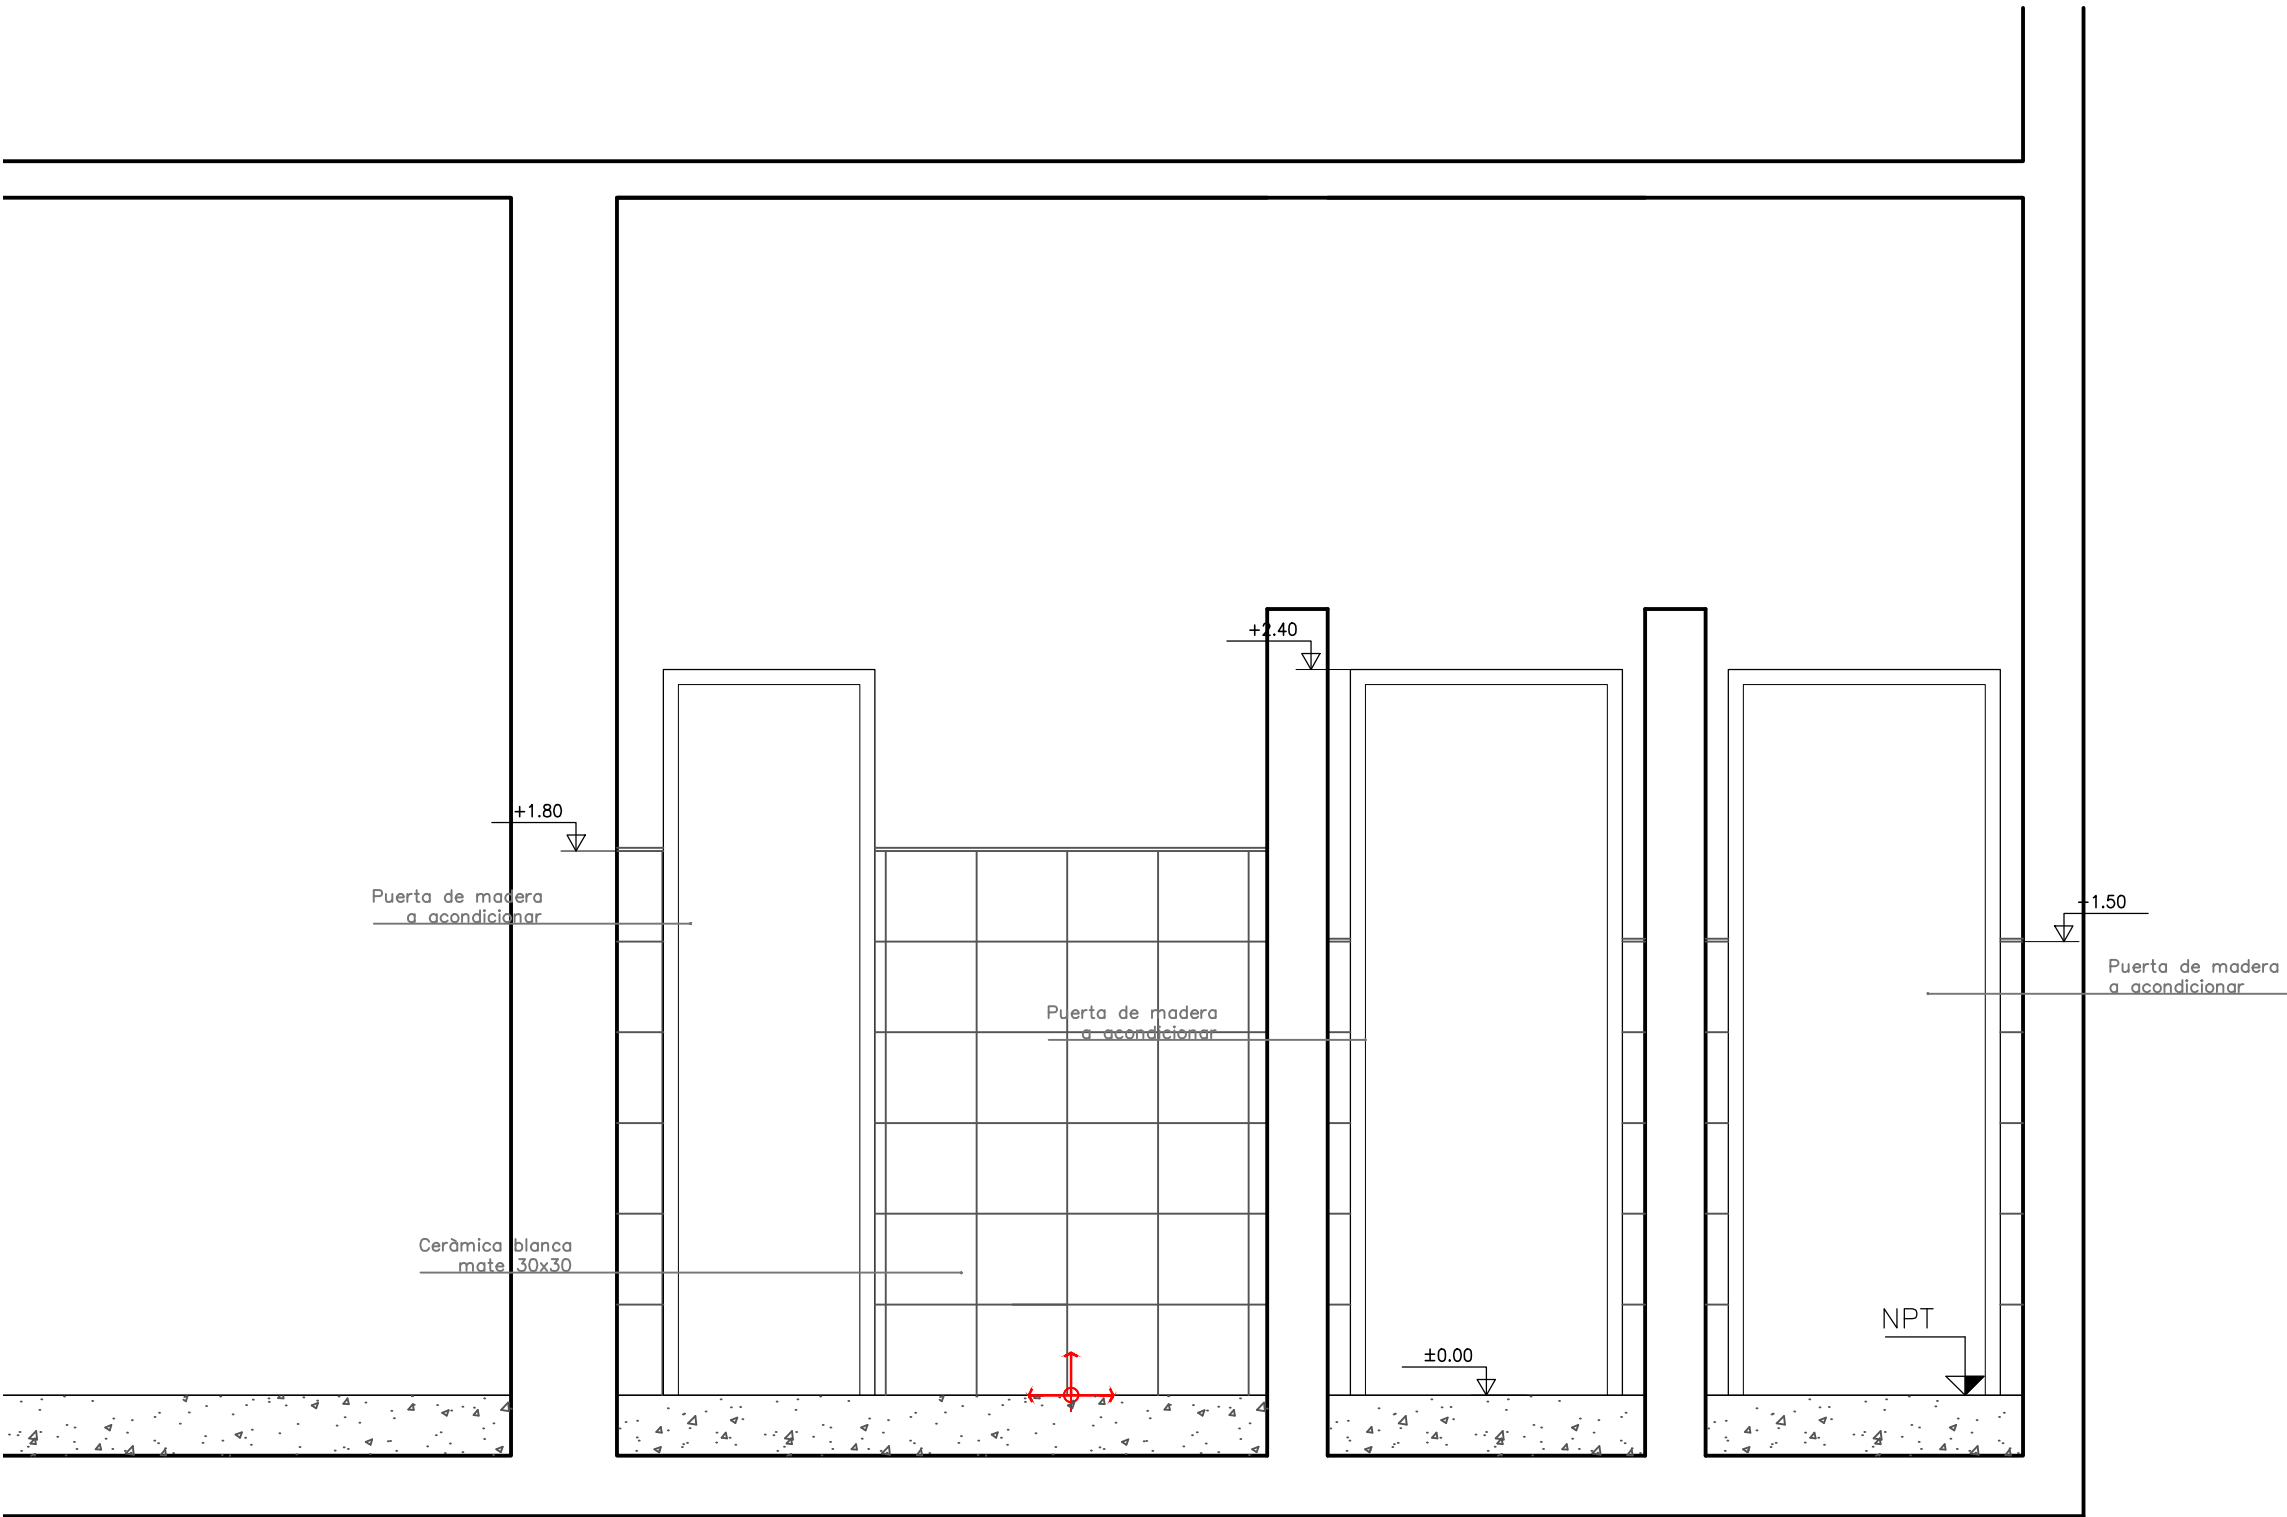 +2.40
+1.80
Puerta de madera
a acondicionar
+1.50
Puerta de madera
a acondicionar
Puerta de madera
a acondicionar
Ceràmica blanca
mate 30x30
NPT
±0.00